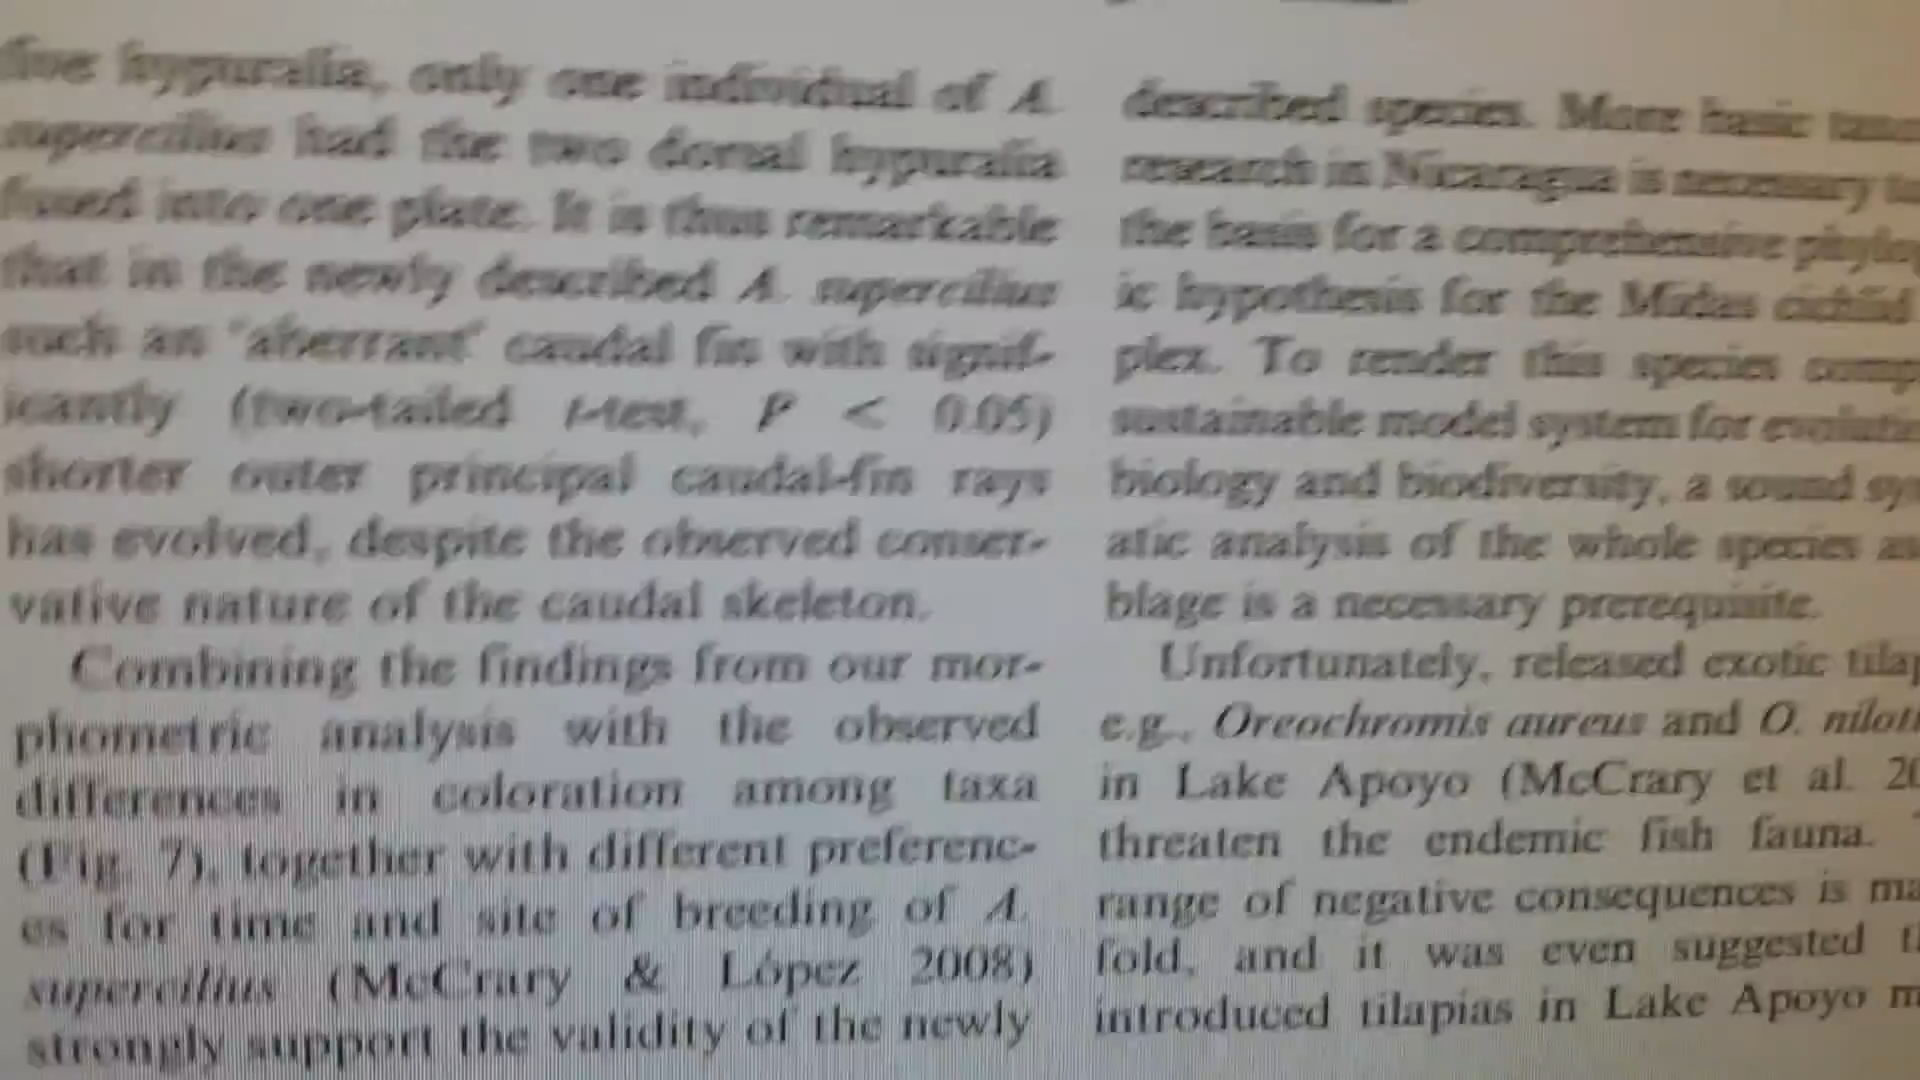 five hypuralia, only one individual of A.
supercilius had the two dorsal hypuralia
fused into one plate. It is thus remarkable
that in the newly described A. supercilius
such an 'aberrant' caudal fin with signif-
icantly (two-tailed t-test, P < 0.05)
shorter outer principal caudal-fin rays
has evolved, despite the observed conser-
vative nature of the caudal skeleton.
Combining the findings from our mor-
phometric analysis with the observed
differences in coloration among taxa
(Fig. 7), together with different preferenc-
es for time and site of breeding of A.
supercilius (McCrary & López 2008)
strongly support the validity of the newly
described species. More basic
research in Nicaragua is necessary
the basis for a comprehensive
ic hypothesis for the Midas cichlid
plex. To render this species comp
sustainable model system for evolutio
biology and biodiversity, a sound sys
atic analysis of the whole species as
blage is a necessary prerequisite.
Unfortunately, released exotic tilap
e.g., Oreochromis aureus and O. niloti
in Lake Apoyo (McCrary et al. 20
threaten the endemic fish fauna.
range of negative consequences is ma
fold, and it was even suggested th
introduced tilapias in Lake Apoyo m